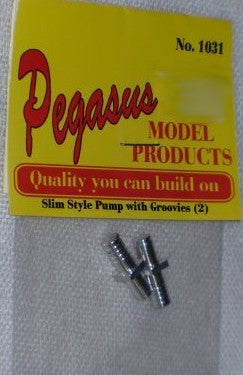 No. 1031
Pegasus
MODEL
PRODUCTS
Quality you can build on
Slim Style Pump with Groovies (2)